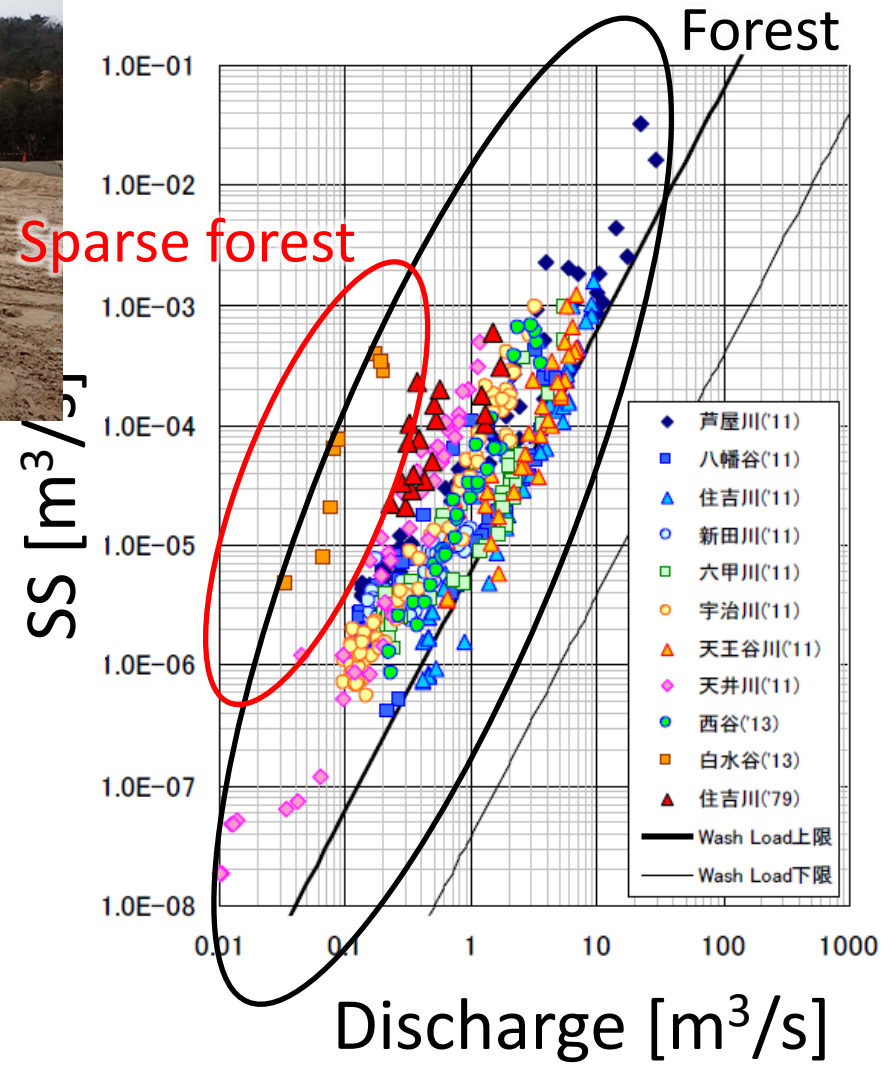 Forest
1.0E-01
1.0E-02
Sparse forest
1.0E-03
1.0E-04
1.0E-05
1.0E-06
1.0E-07
1.0E-08
SS [m³/s]
芦屋川('11)
八幡谷('11)
住吉川('11)
新田川('11)
六甲川('11)
宇治川('11)
天王谷川('11)
天井川('11)
西谷('13)
白水谷('13)
住吉川('79)
Wash Load上限
Wash Load下限
0.01 0.1 1 10 100 1000
Discharge [m³/s]